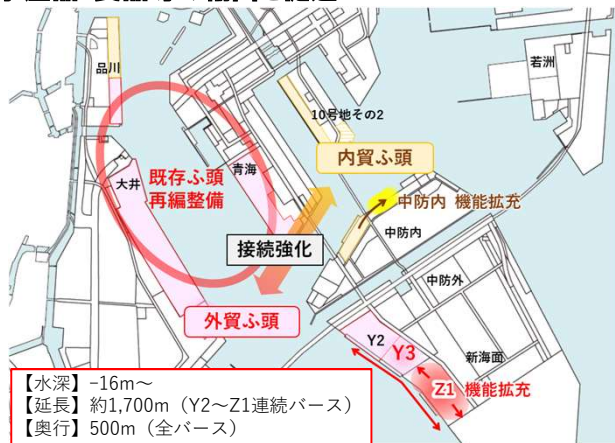 品川
若洲
10号地その2
内貿ふ頭
大井
既存ふ頭
再編整備
青海
中防内 機能拡充
中防内
接続強化
中防外
外貿ふ頭
Y2
Y3
新海面
Z1 機能拡充
【水深】-16m～
【延長】約1,700m（Y2～Z1連続バース）
【奥行】500m（全バース）